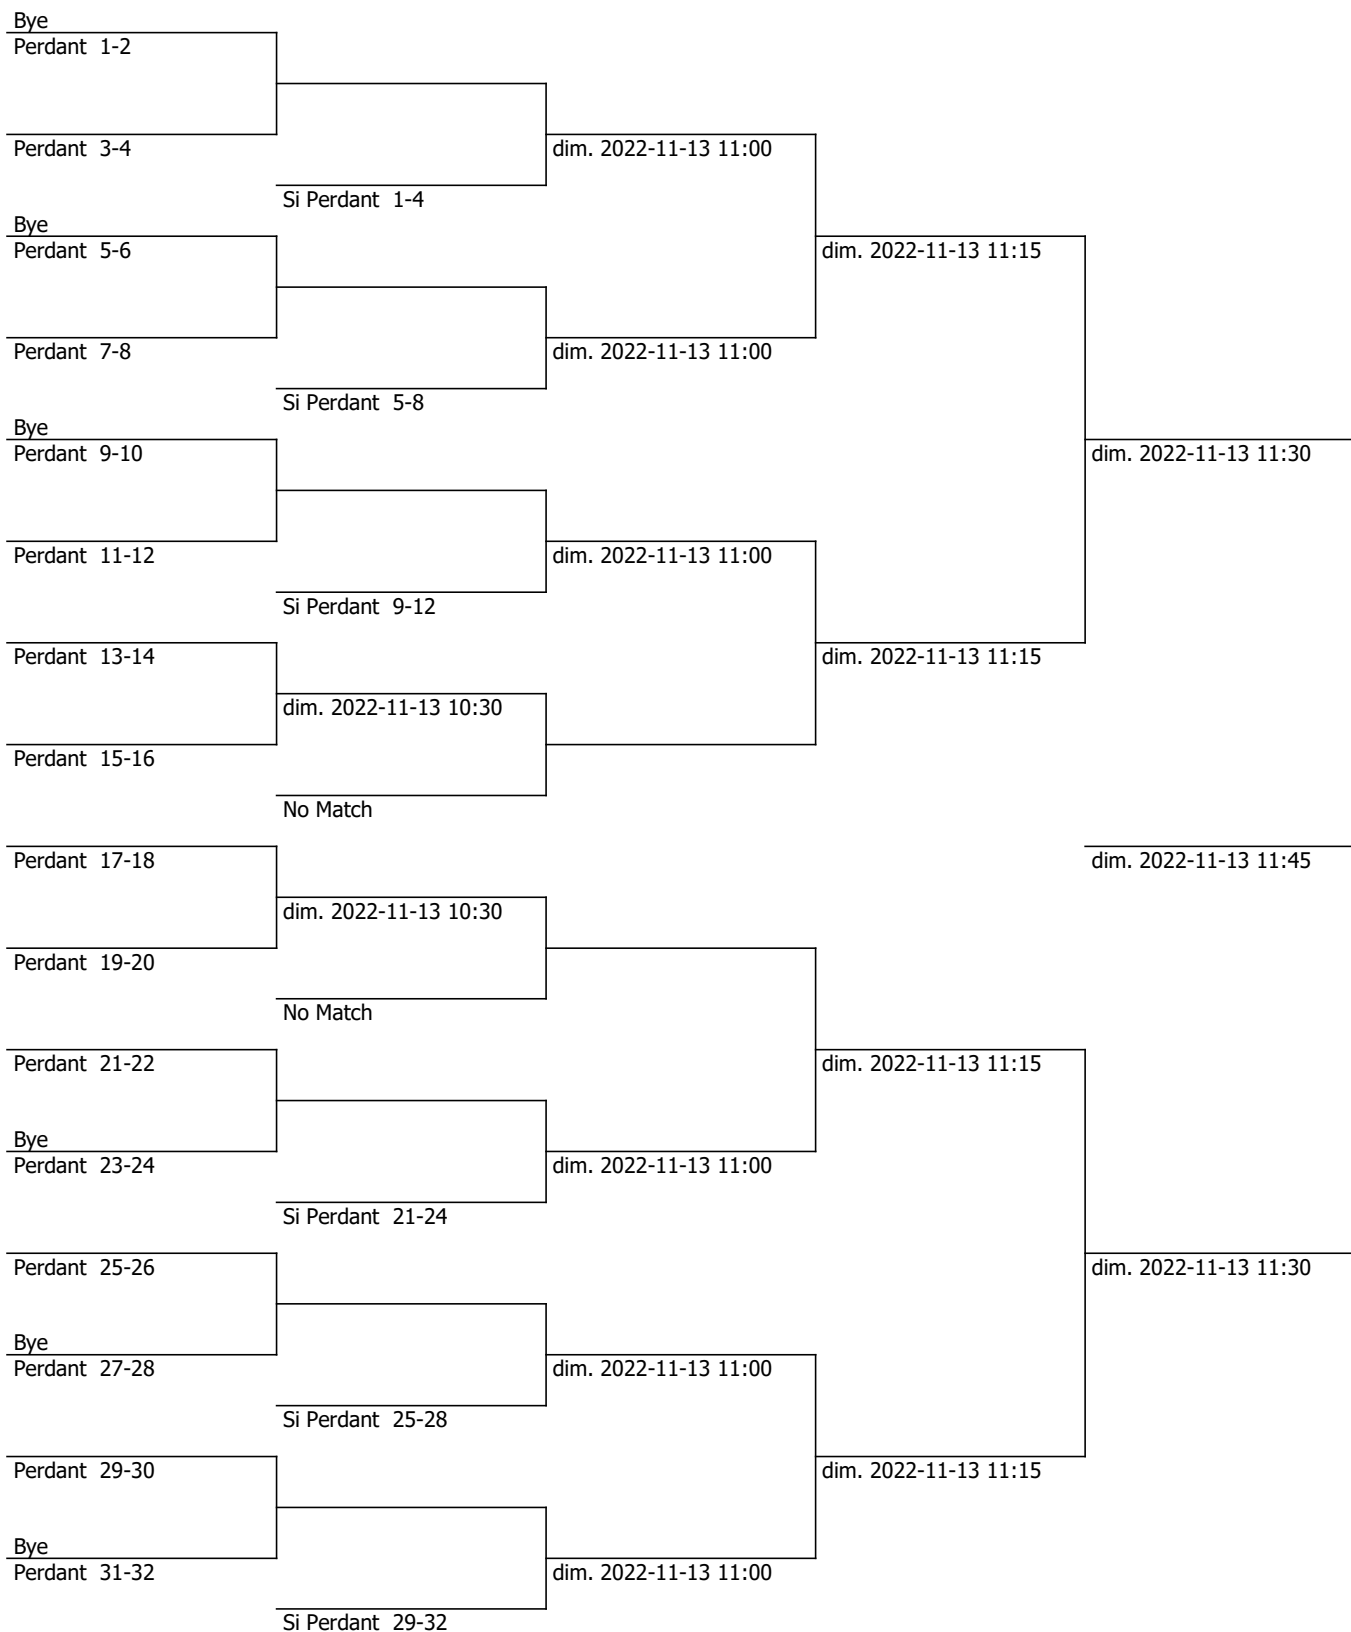 Bye
Perdant 1-2
Perdant 3-4
dim. 2022-11-13 11:00
Si Perdant 1-4
Bye
Perdant 5-6
dim. 2022-11-13 11:15
Perdant 7-8
dim. 2022-11-13 11:00
Si Perdant 5-8
Bye
Perdant 9-10
dim. 2022-11-13 11:30
Perdant 11-12
dim. 2022-11-13 11:00
Si Perdant 9-12
Perdant 13-14
dim. 2022-11-13 11:15
dim. 2022-11-13 10:30
Perdant 15-16
No Match
Perdant 17-18
dim. 2022-11-13 11:45
dim. 2022-11-13 10:30
Perdant 19-20
No Match
Perdant 21-22
dim. 2022-11-13 11:15
Bye
Perdant 23-24
dim. 2022-11-13 11:00
Si Perdant 21-24
Perdant 25-26
dim. 2022-11-13 11:30
Bye
Perdant 27-28
dim. 2022-11-13 11:00
Si Perdant 25-28
Perdant 29-30
dim. 2022-11-13 11:15
Bye
Perdant 31-32
dim. 2022-11-13 11:00
Si Perdant 29-32